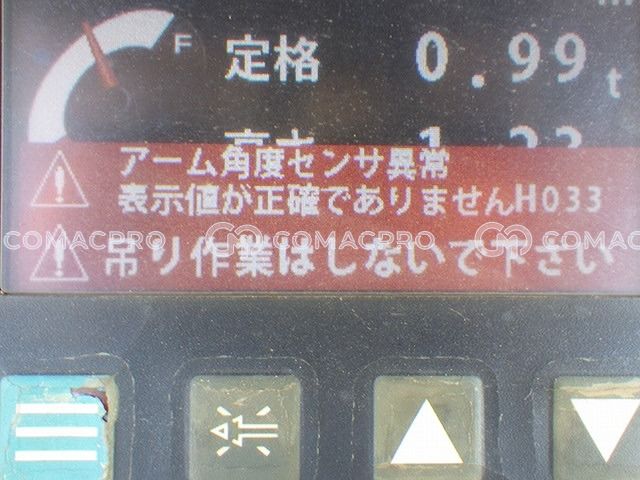 F
定格 0.99 t
アーム角度センサ異常
表示値が正確でありませんH033
吊り作業はしないで下さい
COMACPRO COMACPRO COMAC